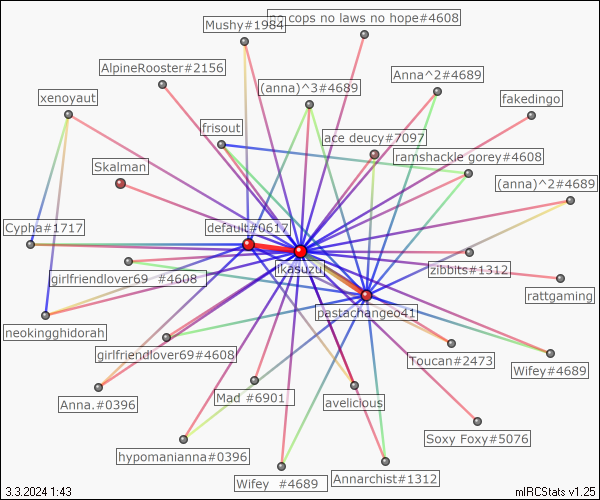 Mushy#1984
no cops no laws no hope#4608
AlpineRooster#2156
Anna^2#4689
xenoyaut
(anna)^3#4689
fakedingo
frisout
ace deucy#7097
ramshackle gorey#4608
Skalman
(anna)^2#4689
Cypha#1717
default#0617
jikasuzu
zibbits#1312
girlfriendlover69 #4608
rattgaming
pastachangeo41
neokingghidorah
girlfriendlover69#4608
Toucan#2473
Wifey#4689
Anna.#0396
Mad #6901
avelicious
Soxy Foxy#5076
hypomanianna#0396
Wifey #4689
Annarchist#1312
3.3.2024 1:43
mIRCStats v1.25